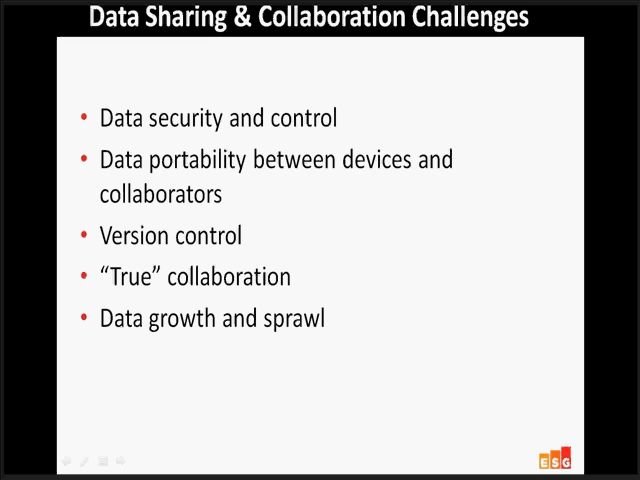 Data Sharing & Collaboration Challenges
• Data security and control
• Data portability between devices and
collaborators
• Version control
• “True” collaboration
• Data growth and sprawl
ESG